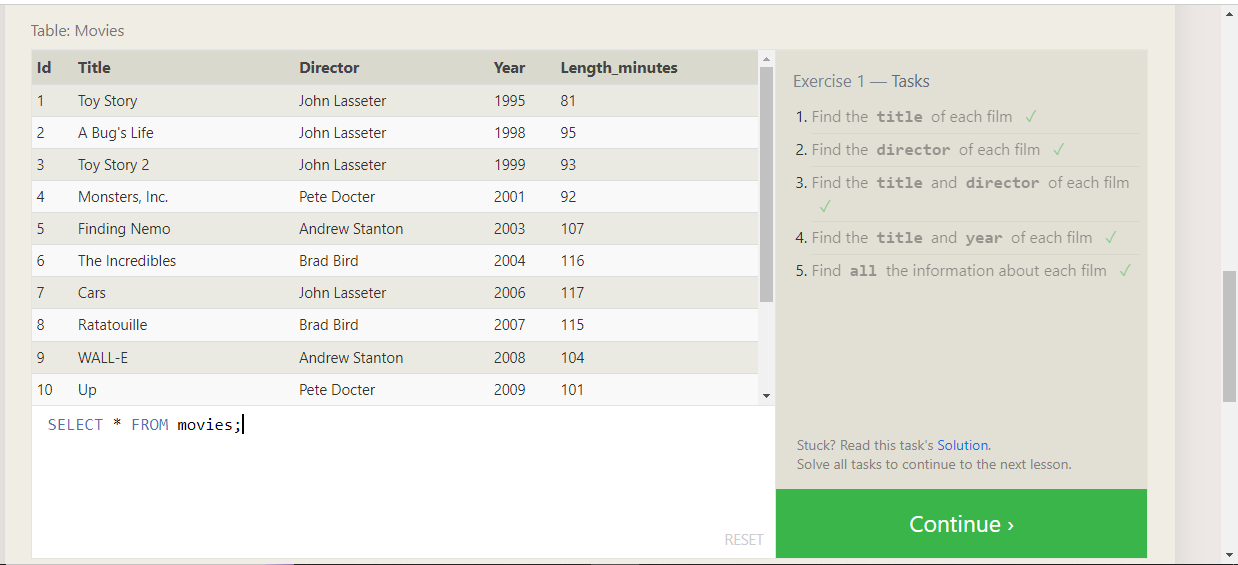 Table: Movies
Id Title Director Year Length_minutes
1 Toy Story John Lasseter 1995 81
2 A Bug's Life John Lasseter 1998 95
3 Toy Story 2 John Lasseter 1999 93
4 Monsters, Inc. Pete Docter 2001 92
5 Finding Nemo Andrew Stanton 2003 107
6 The Incredibles Brad Bird 2004 116
7 Cars John Lasseter 2006 117
8 Ratatouille Brad Bird 2007 115
9 WALL-E Andrew Stanton 2008 104
10 Up Pete Docter 2009 101
SELECT * FROM movies;
RESET
Exercise 1 — Tasks
1. Find the title of each film ✓
2. Find the director of each film ✓
3. Find the title and director of each film
✓
4. Find the title and year of each film ✓
5. Find all the information about each film ✓
Stuck? Read this task's Solution.
Solve all tasks to continue to the next lesson.
Continue ›